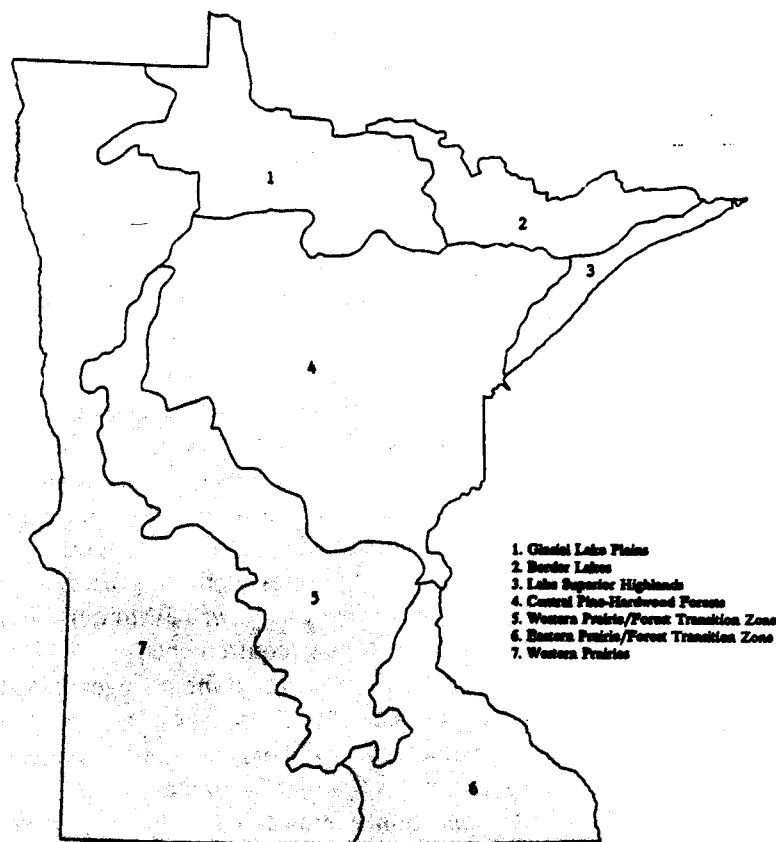 1
2
3
4
5
6
7
1. Glacial Lake Plains
2. Border Lakes
3. Lake Superior Highlands
4. Central Pine-Hardwood Forests
5. Western Prairie/Forest Transition Zone
6. Eastern Prairie/Forest Transition Zone
7. Western Prairies